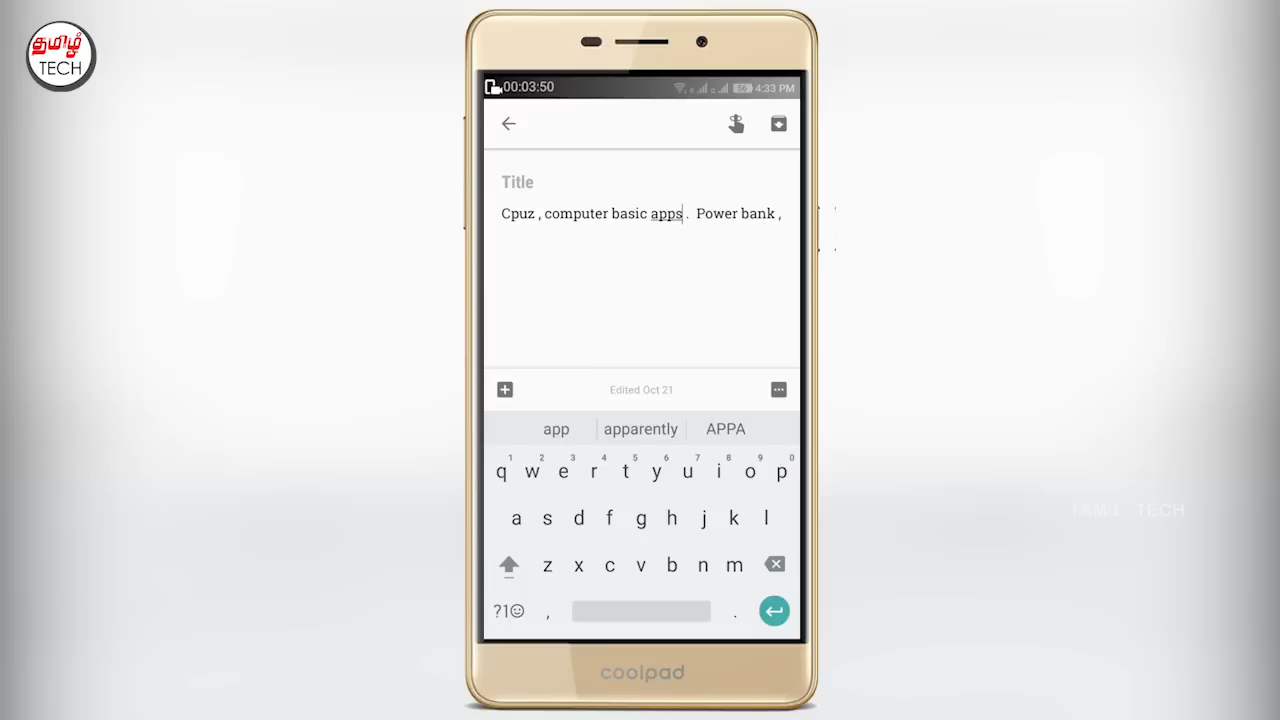 தமிழ்
TECH
00:03:50
56 4:33 PM
Title
Cpuz , computer basic apps . Power bank ,
Edited Oct 21
app apparently APPA
1 2 3 4 5 6 7 8 9 0
q w e r t y u i o p
a s d f g h j k l
z x c v b n m
?1☺ , .
TAMIL TECH
coolpad